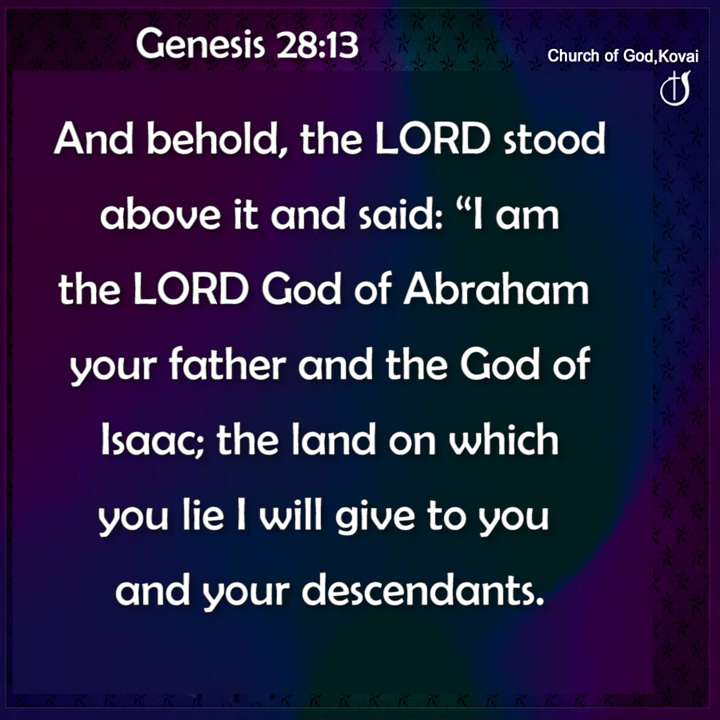 Genesis 28:13
Church of God,Kovai
And behold, the LORD stood
above it and said: “I am
the LORD God of Abraham
your father and the God of
Isaac; the land on which
you lie I will give to you
and your descendants.